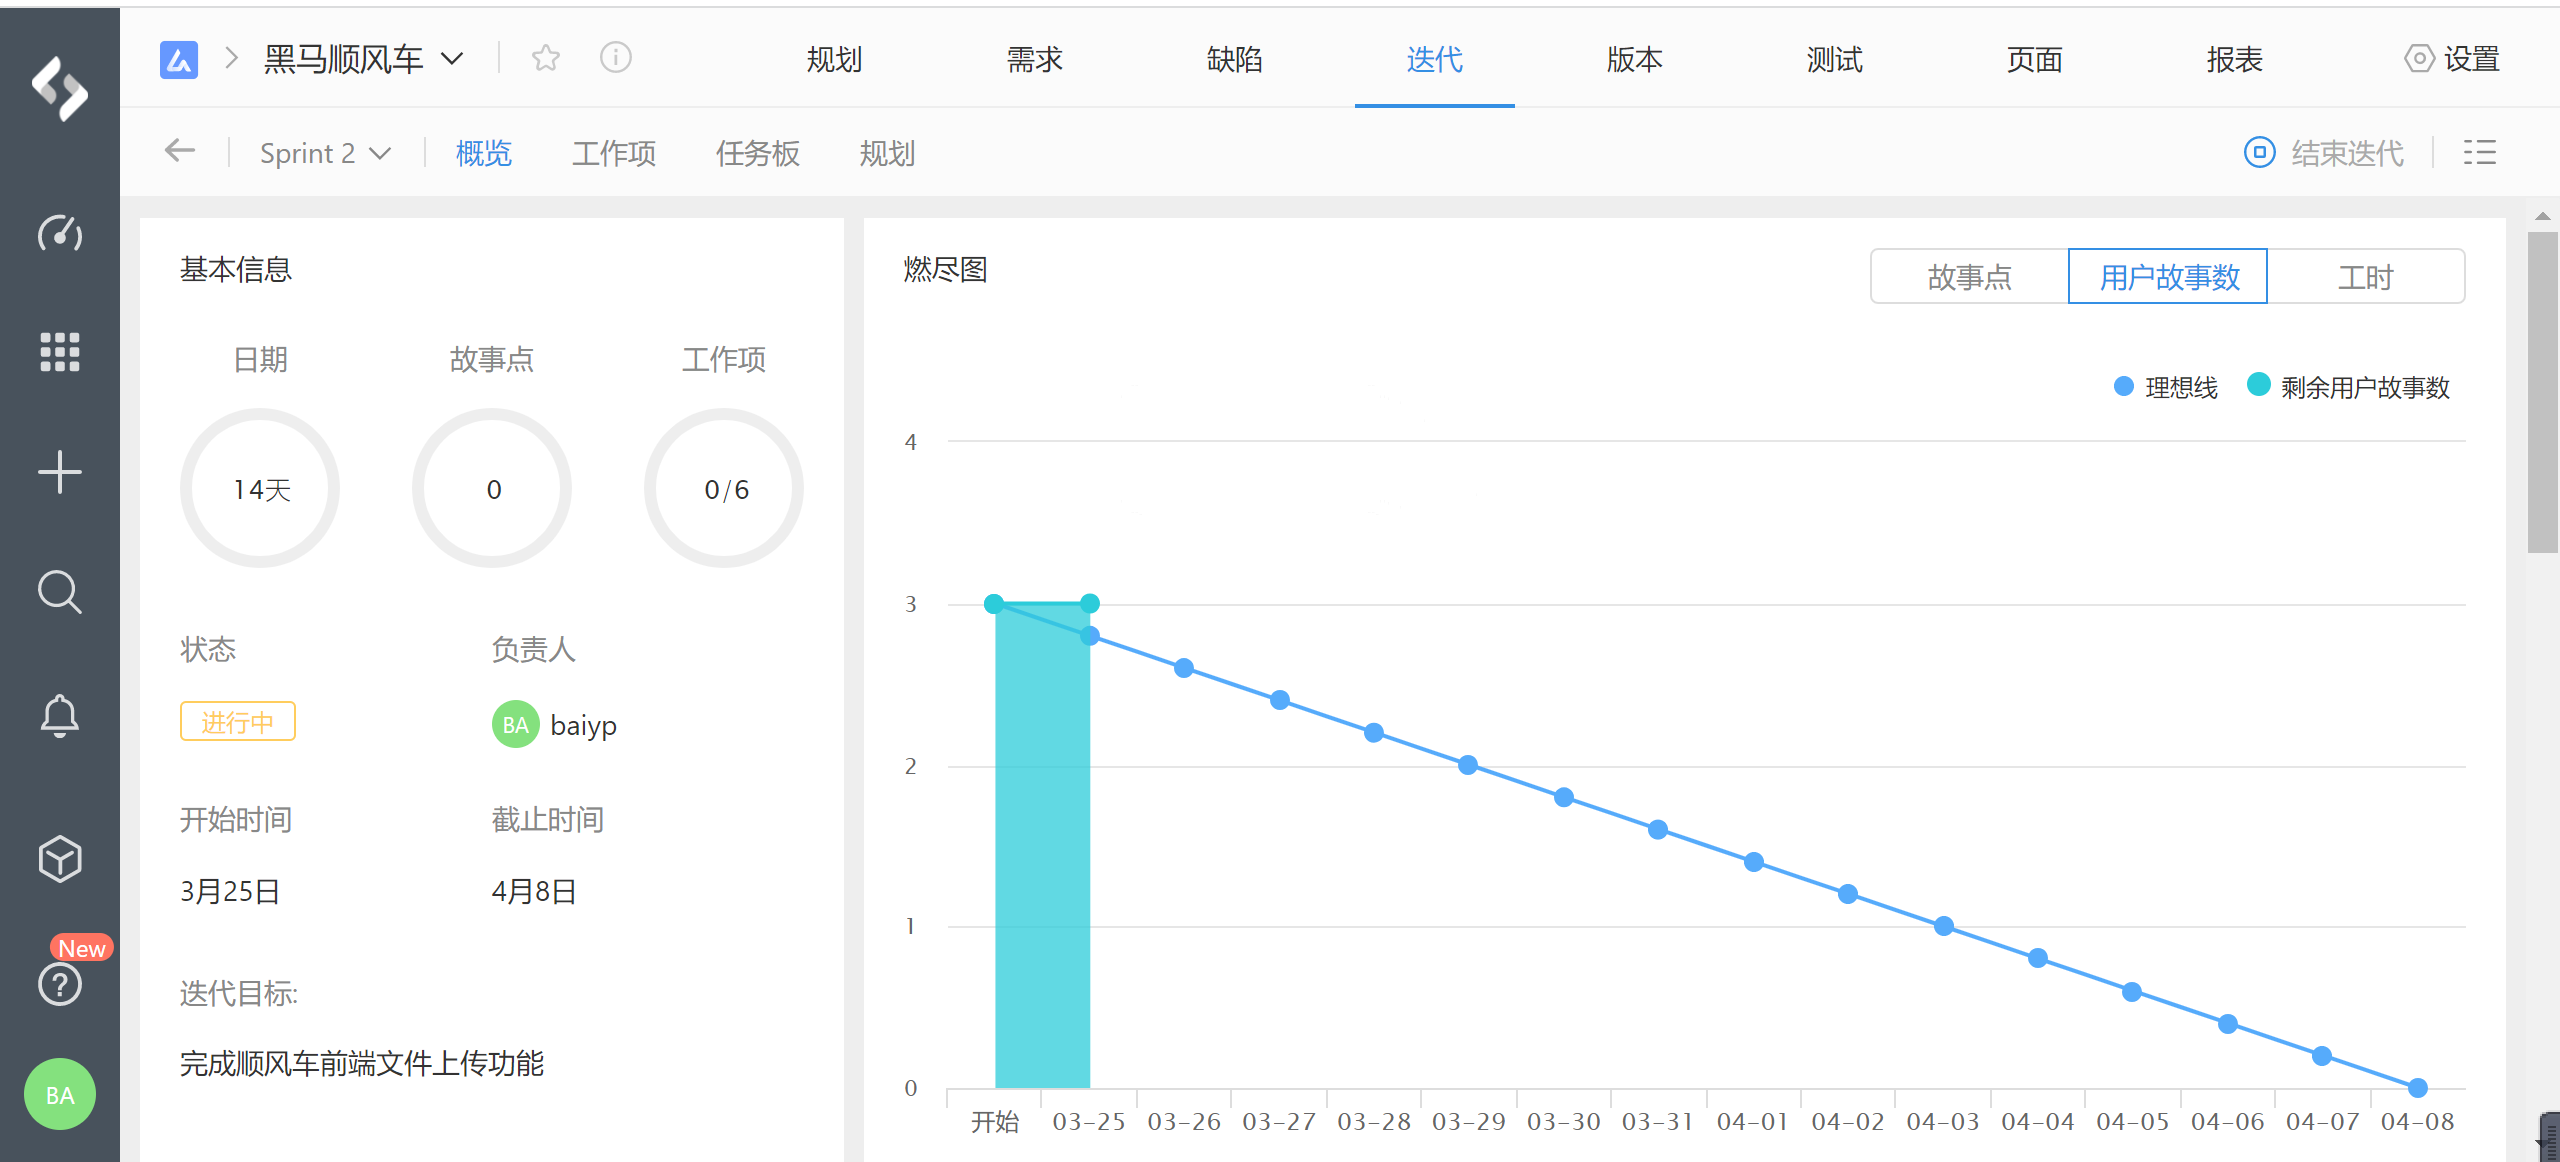 黑马顺风车
规划
需求
缺陷
迭代
版本
测试
页面
报表
设置
Sprint 2
概览
工作项
任务板
规划
结束迭代
基本信息
日期
故事点
工作项
14天
0
0/6
状态
负责人
进行中
BA
baiyp
开始时间
截止时间
3月25日
4月8日
迭代目标:
完成顺风车前端文件上传功能
New
BA
燃尽图
故事点
用户故事数
工时
理想线
剩余用户故事数
4
3
2
1
0
开始
03-25
03-26
03-27
03-28
03-29
03-30
03-31
04-01
04-02
04-03
04-04
04-05
04-06
04-07
04-08